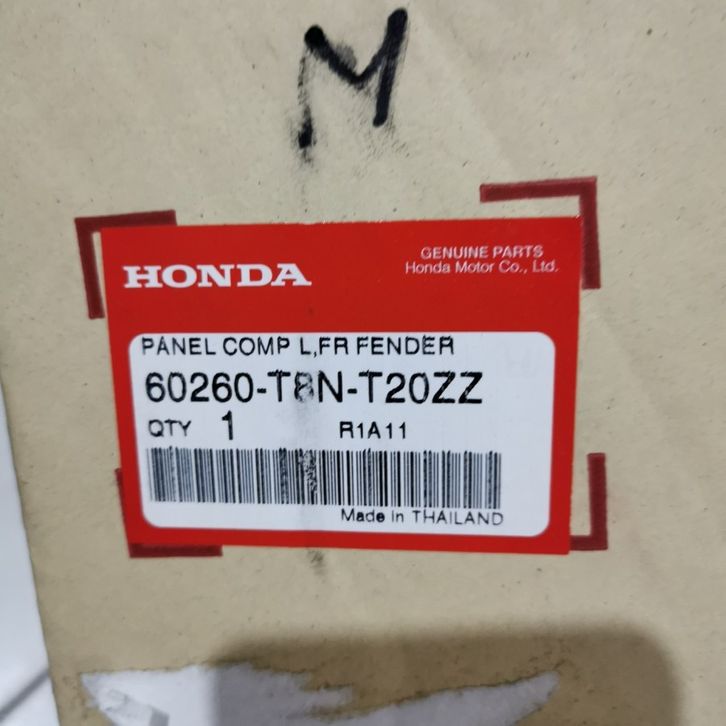 M
HONDA
GENUINE PARTS
Honda Motor Co., Ltd.
PANEL COMP L,FR FENDER
60260-T8N-T20ZZ
QTY 1 R1A11
Made in THAILAND